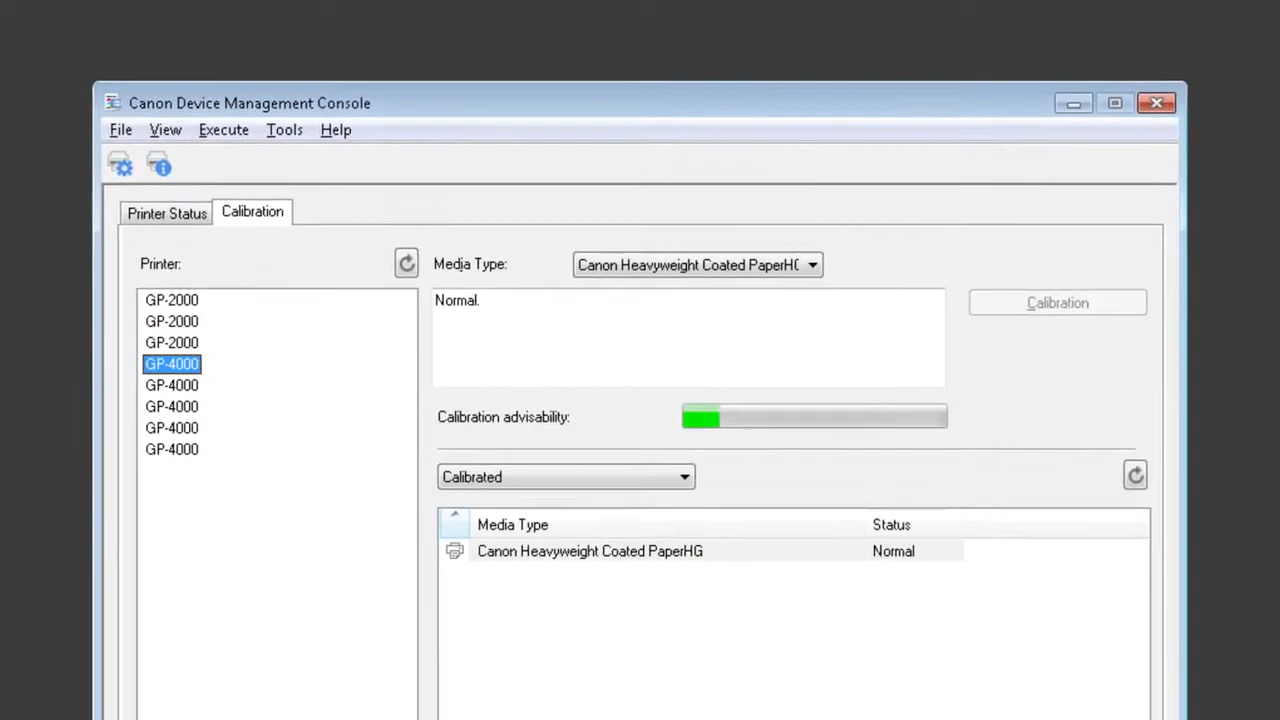 Canon Device Management Console
File View Execute Tools Help
Printer Status Calibration
Printer:
GP-2000
GP-2000
GP-2000
GP-4000
GP-4000
GP-4000
GP-4000
GP-4000
Media Type: Canon Heavyweight Coated PaperH
Normal.
Calibration
Calibration advisability:
Calibrated
Media Type Status
Canon Heavyweight Coated PaperHG Normal